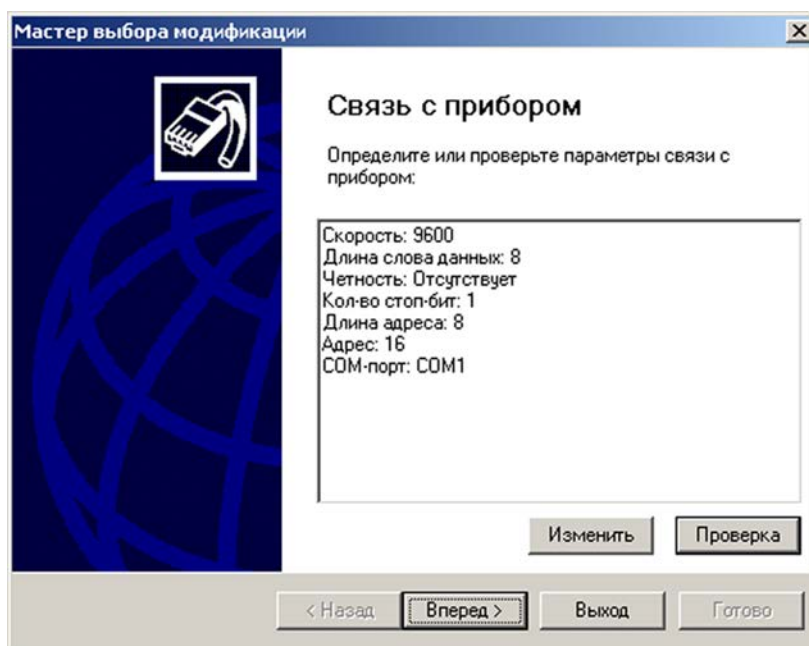 Мастер выбора модификации
Связь с прибором
Определите или проверьте параметры связи с
прибором:
Скорость: 9600
Длина слова данных: 8
Четность: Отсутствует
Кол-во стоп-бит: 1
Длина адреса: 8
Адрес: 16
COM-порт: COM1
Изменить
Проверка
< Назад
Вперед >
Выход
Готово